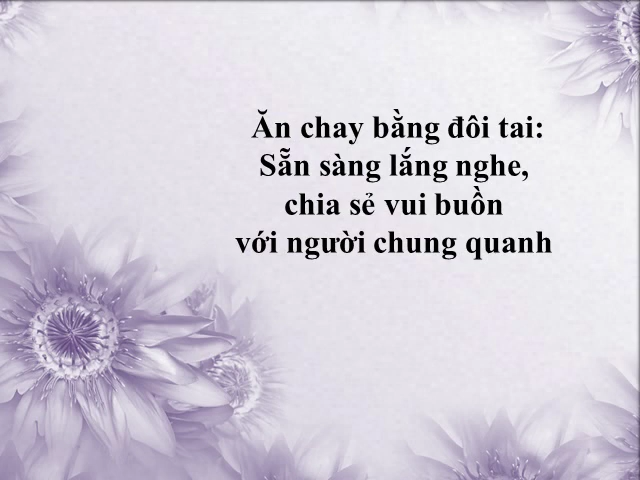 Ăn chay bằng đôi tai:
Sẵn sàng lắng nghe,
chia sẻ vui buồn
với người chung quanh